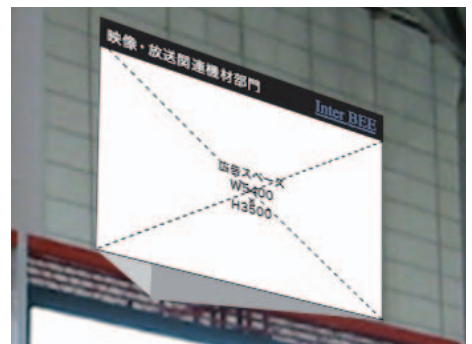 映像・放送関連機材部門
Inter BEE
広告スペース
W5400
×
H3500